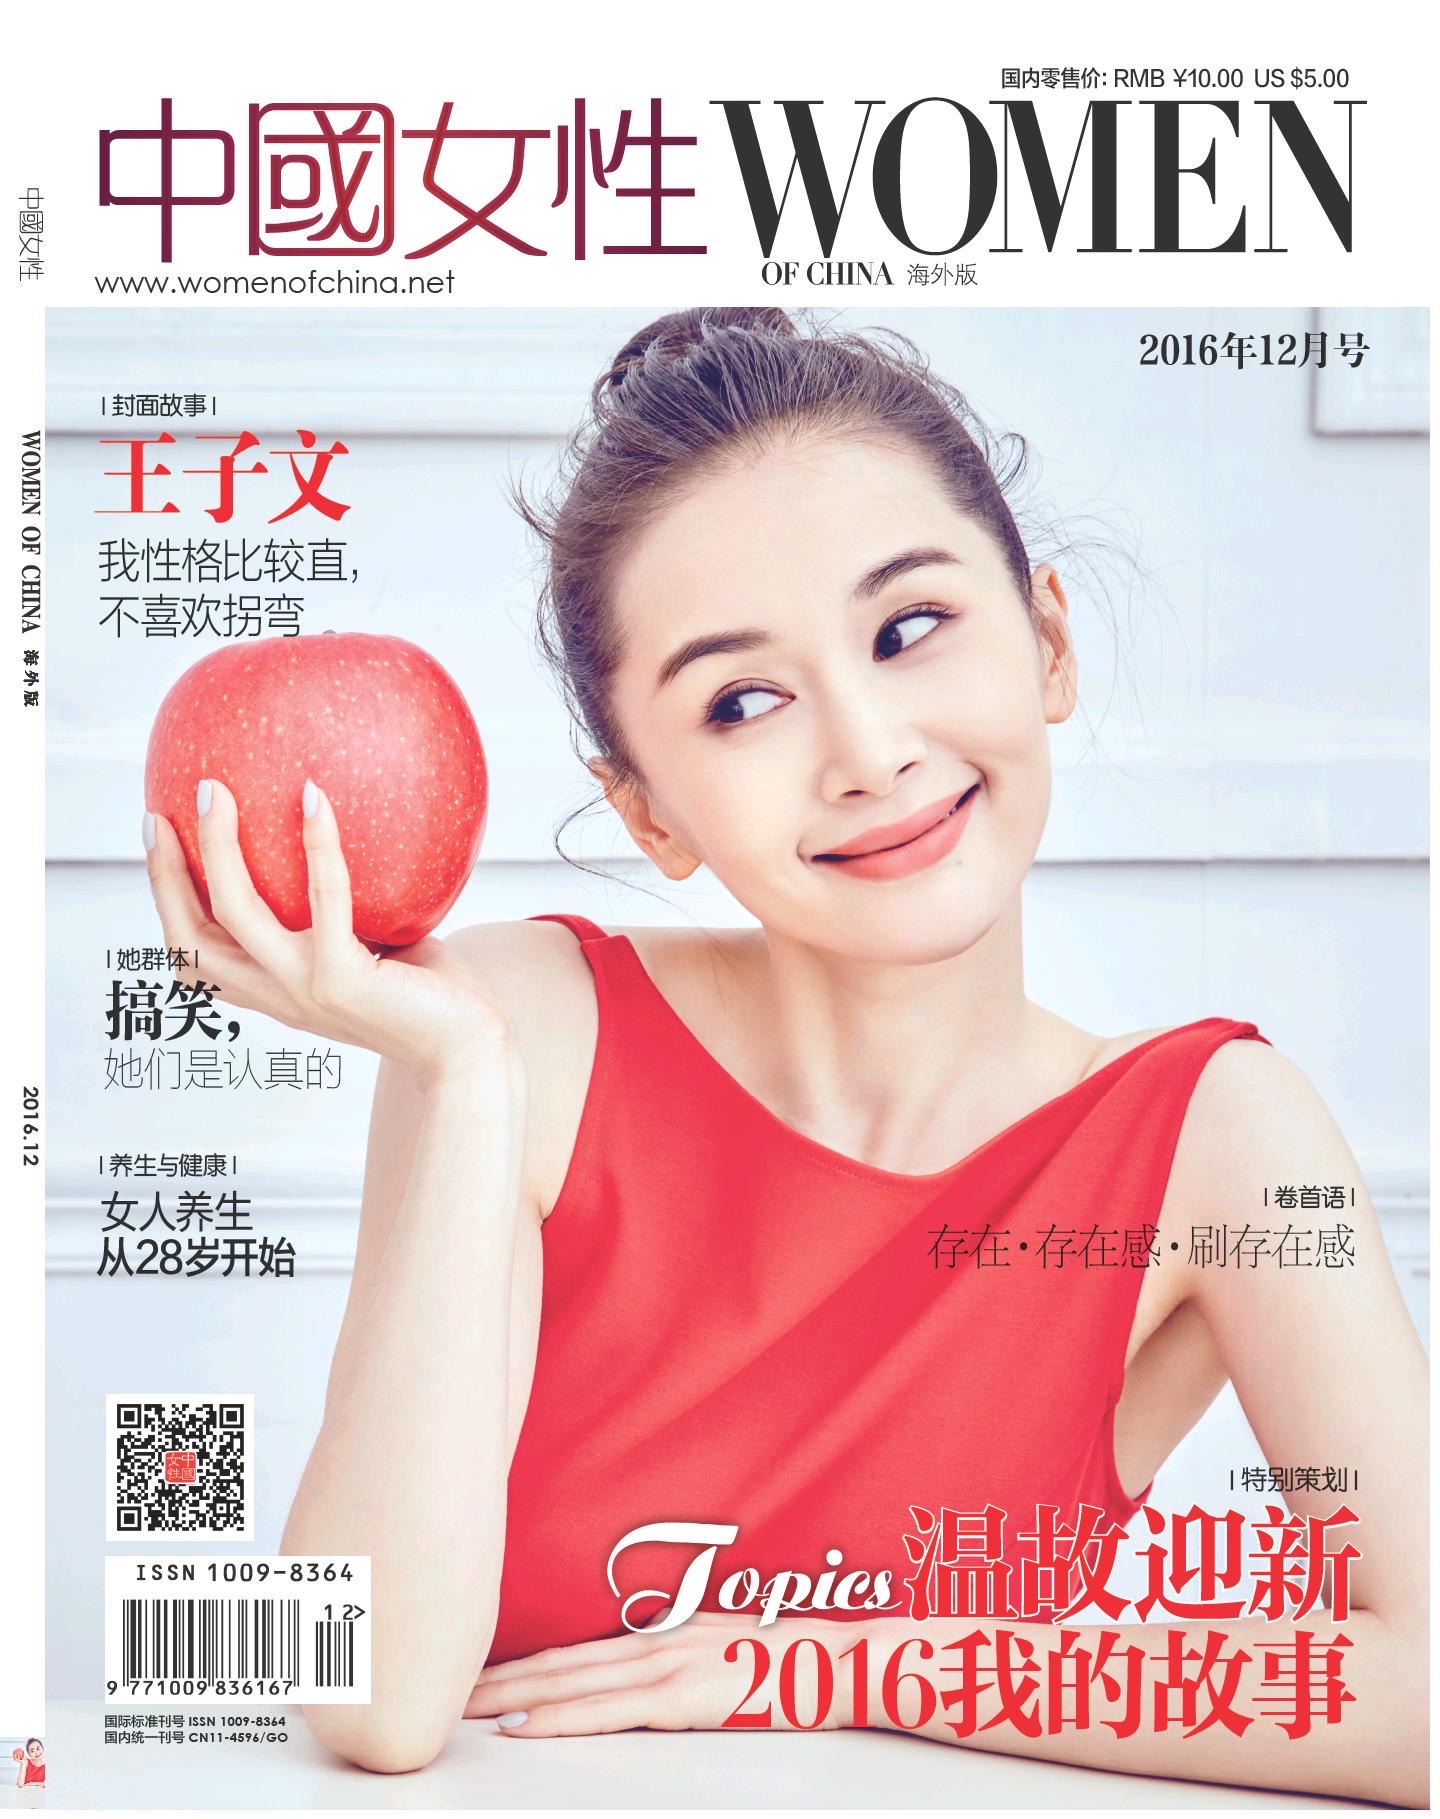 国内零售价: RMB ¥10.00 US $5.00
中國女性 WOMEN
OF CHINA 海外版
www.womenofchina.net
2016年12月号
封面故事
王子文
我性格比较直,
不喜欢拐弯
她群体
搞笑,
她们是认真的
养生与健康
女人养生
从28岁开始
卷首语
存在·存在感·刷存在感
特别策划
Topics 温故迎新
2016我的故事
中國女性
ISSN 1009-8364
12>
9 771009 836167
国际标准刊号 ISSN 1009-8364
国内统一刊号 CN11-4596/GO
中國女性
WOMEN OF CHINA 海外版
2016.12